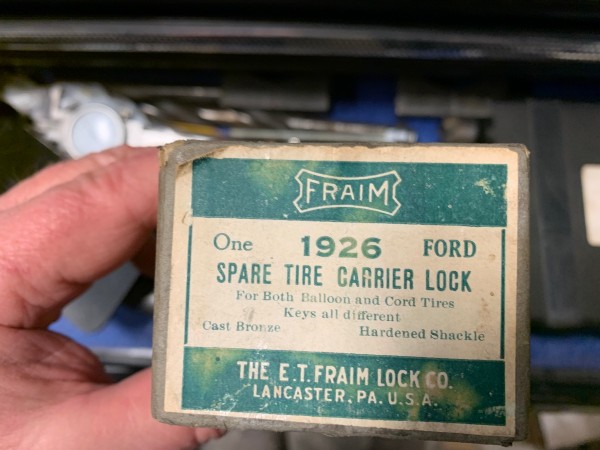 FRAIM
One 1926 FORD
SPARE TIRE CARRIER LOCK
For Both Balloon and Cord Tires
Keys all different
Cast Bronze Hardened Shackle
THE E.T. FRAIM LOCK CO.
LANCASTER, PA. U.S.A.